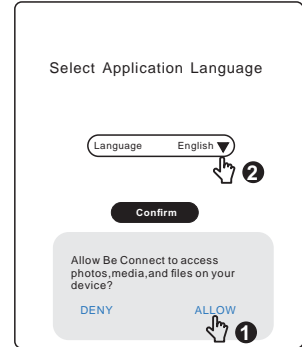 Select Application Language
Language English
2
Confirm
Allow Be Connect to access
photos,media,and files on your
device?
DENY ALLOW
1